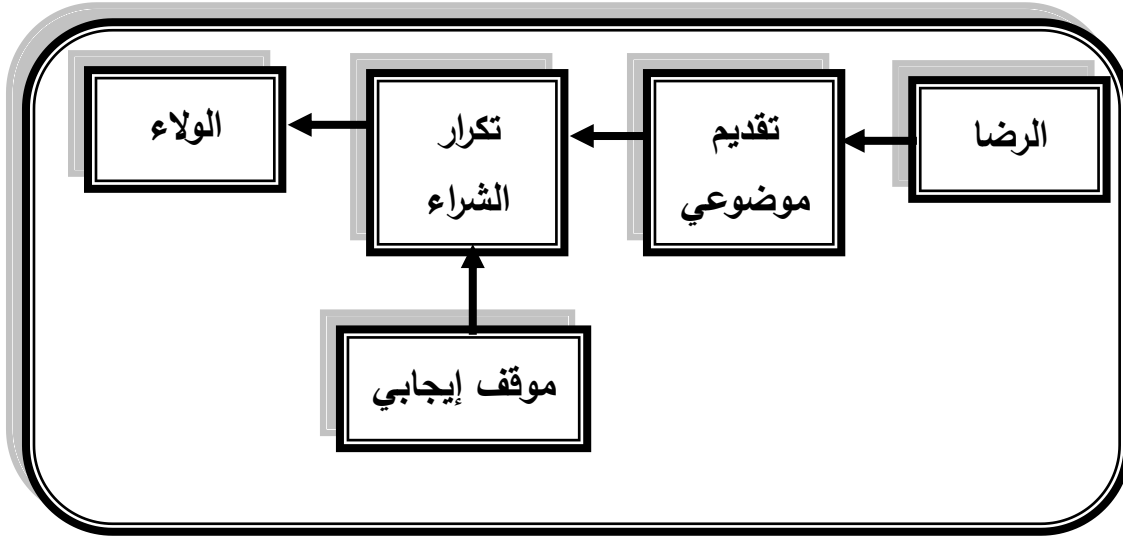 الرضا
تقديم
موضوعي
تكرار
الشراء
الولاء
موقف إيجابي